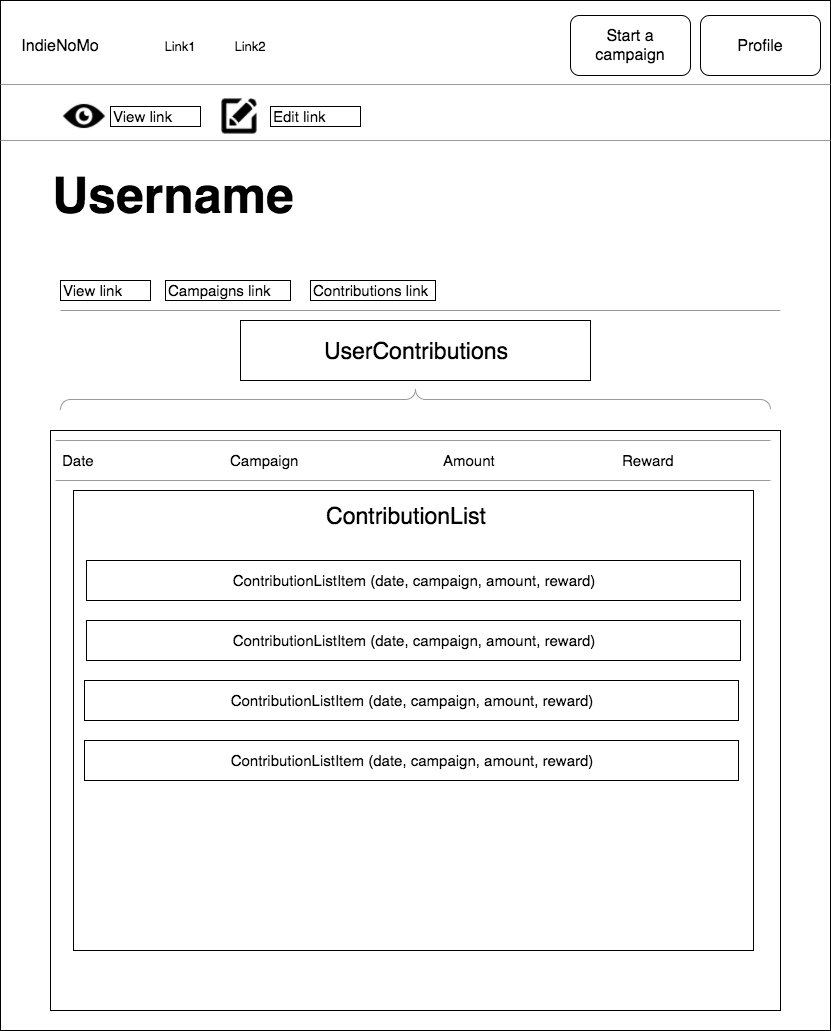 IndieNoMo Link1 Link2 Start a
campaign Profile
View link Edit link
Username
View link Campaigns link Contributions link
UserContributions
Date Campaign Amount Reward
ContributionList
ContributionListItem (date, campaign, amount, reward)
ContributionListItem (date, campaign, amount, reward)
ContributionListItem (date, campaign, amount, reward)
ContributionListItem (date, campaign, amount, reward)